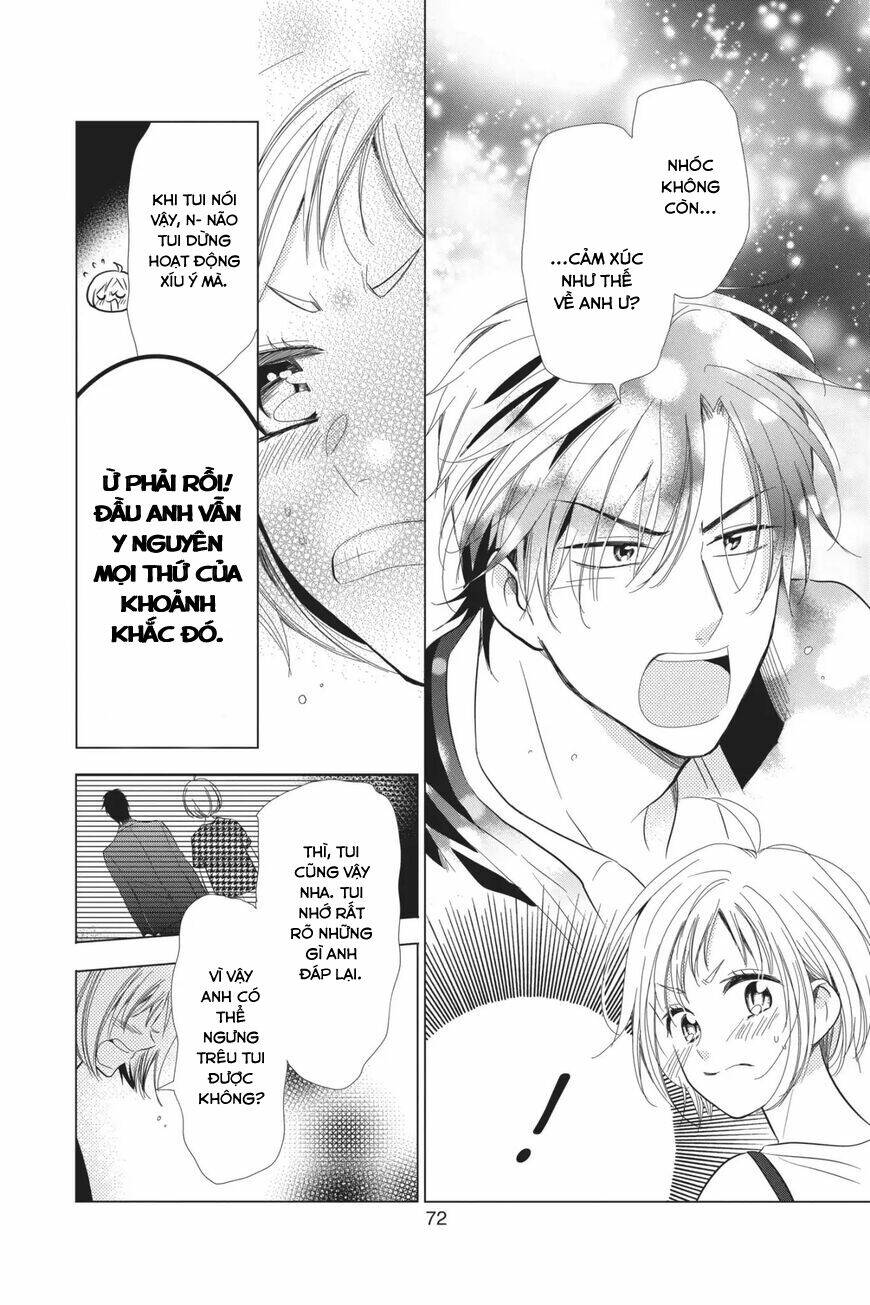 NHÓC
KHÔNG
CÒN...
...CẢM XÚC
NHƯ THẾ
VỀ ANH Ư?
!
KHI TUI NÓI
VẬY, N- NÃO
TUI DỪNG
HOẠT ĐỘNG
XÍU Ý MÀ.
Ừ PHẢI RỒI!
ĐẦU ANH VẪN
Y NGUYÊN
MỌI THỨ CỦA
KHOẢNH
KHẮC ĐÓ.
THÌ, TUI
CŨNG VẬY
NHA. TUI
NHỚ RẤT
RÕ NHỮNG
GÌ ANH
ĐÁP LẠI.
VÌ VẬY
ANH CÓ
THỂ
NGƯNG
TRÊU TUI
ĐƯỢC
KHÔNG?
72